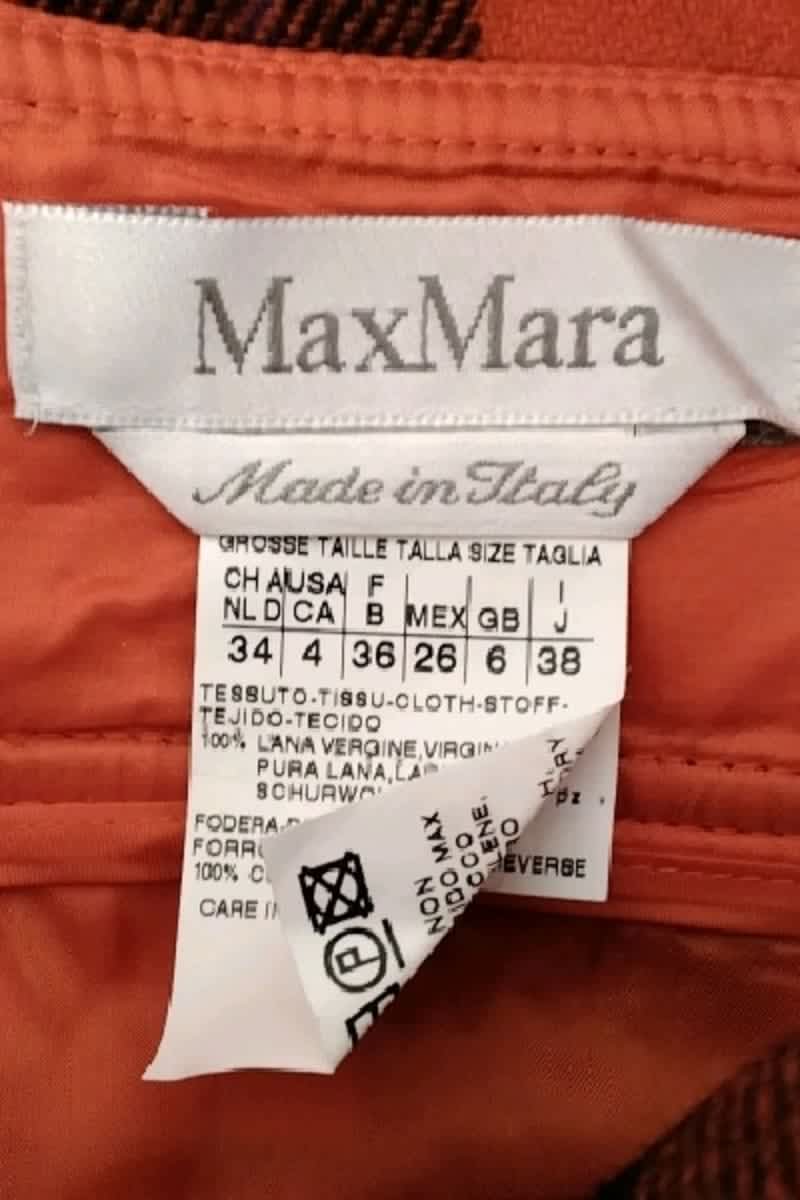 MaxMara
Made in Italy
GROSSE TAILLE TALLA SIZE TAGLIA
CH A USA F I
NL D CA B MEX GB J
34 4 36 26 6 38
TESSUTO-TISSU-CLOTH-STOFF-
TEJIDO-TECIDO
100% LANA VERGINE,VIRGIN
PURA LANA,
SCHURWO
FODERA
FORR
100%
EVERSE
CARE
NON MAX
P